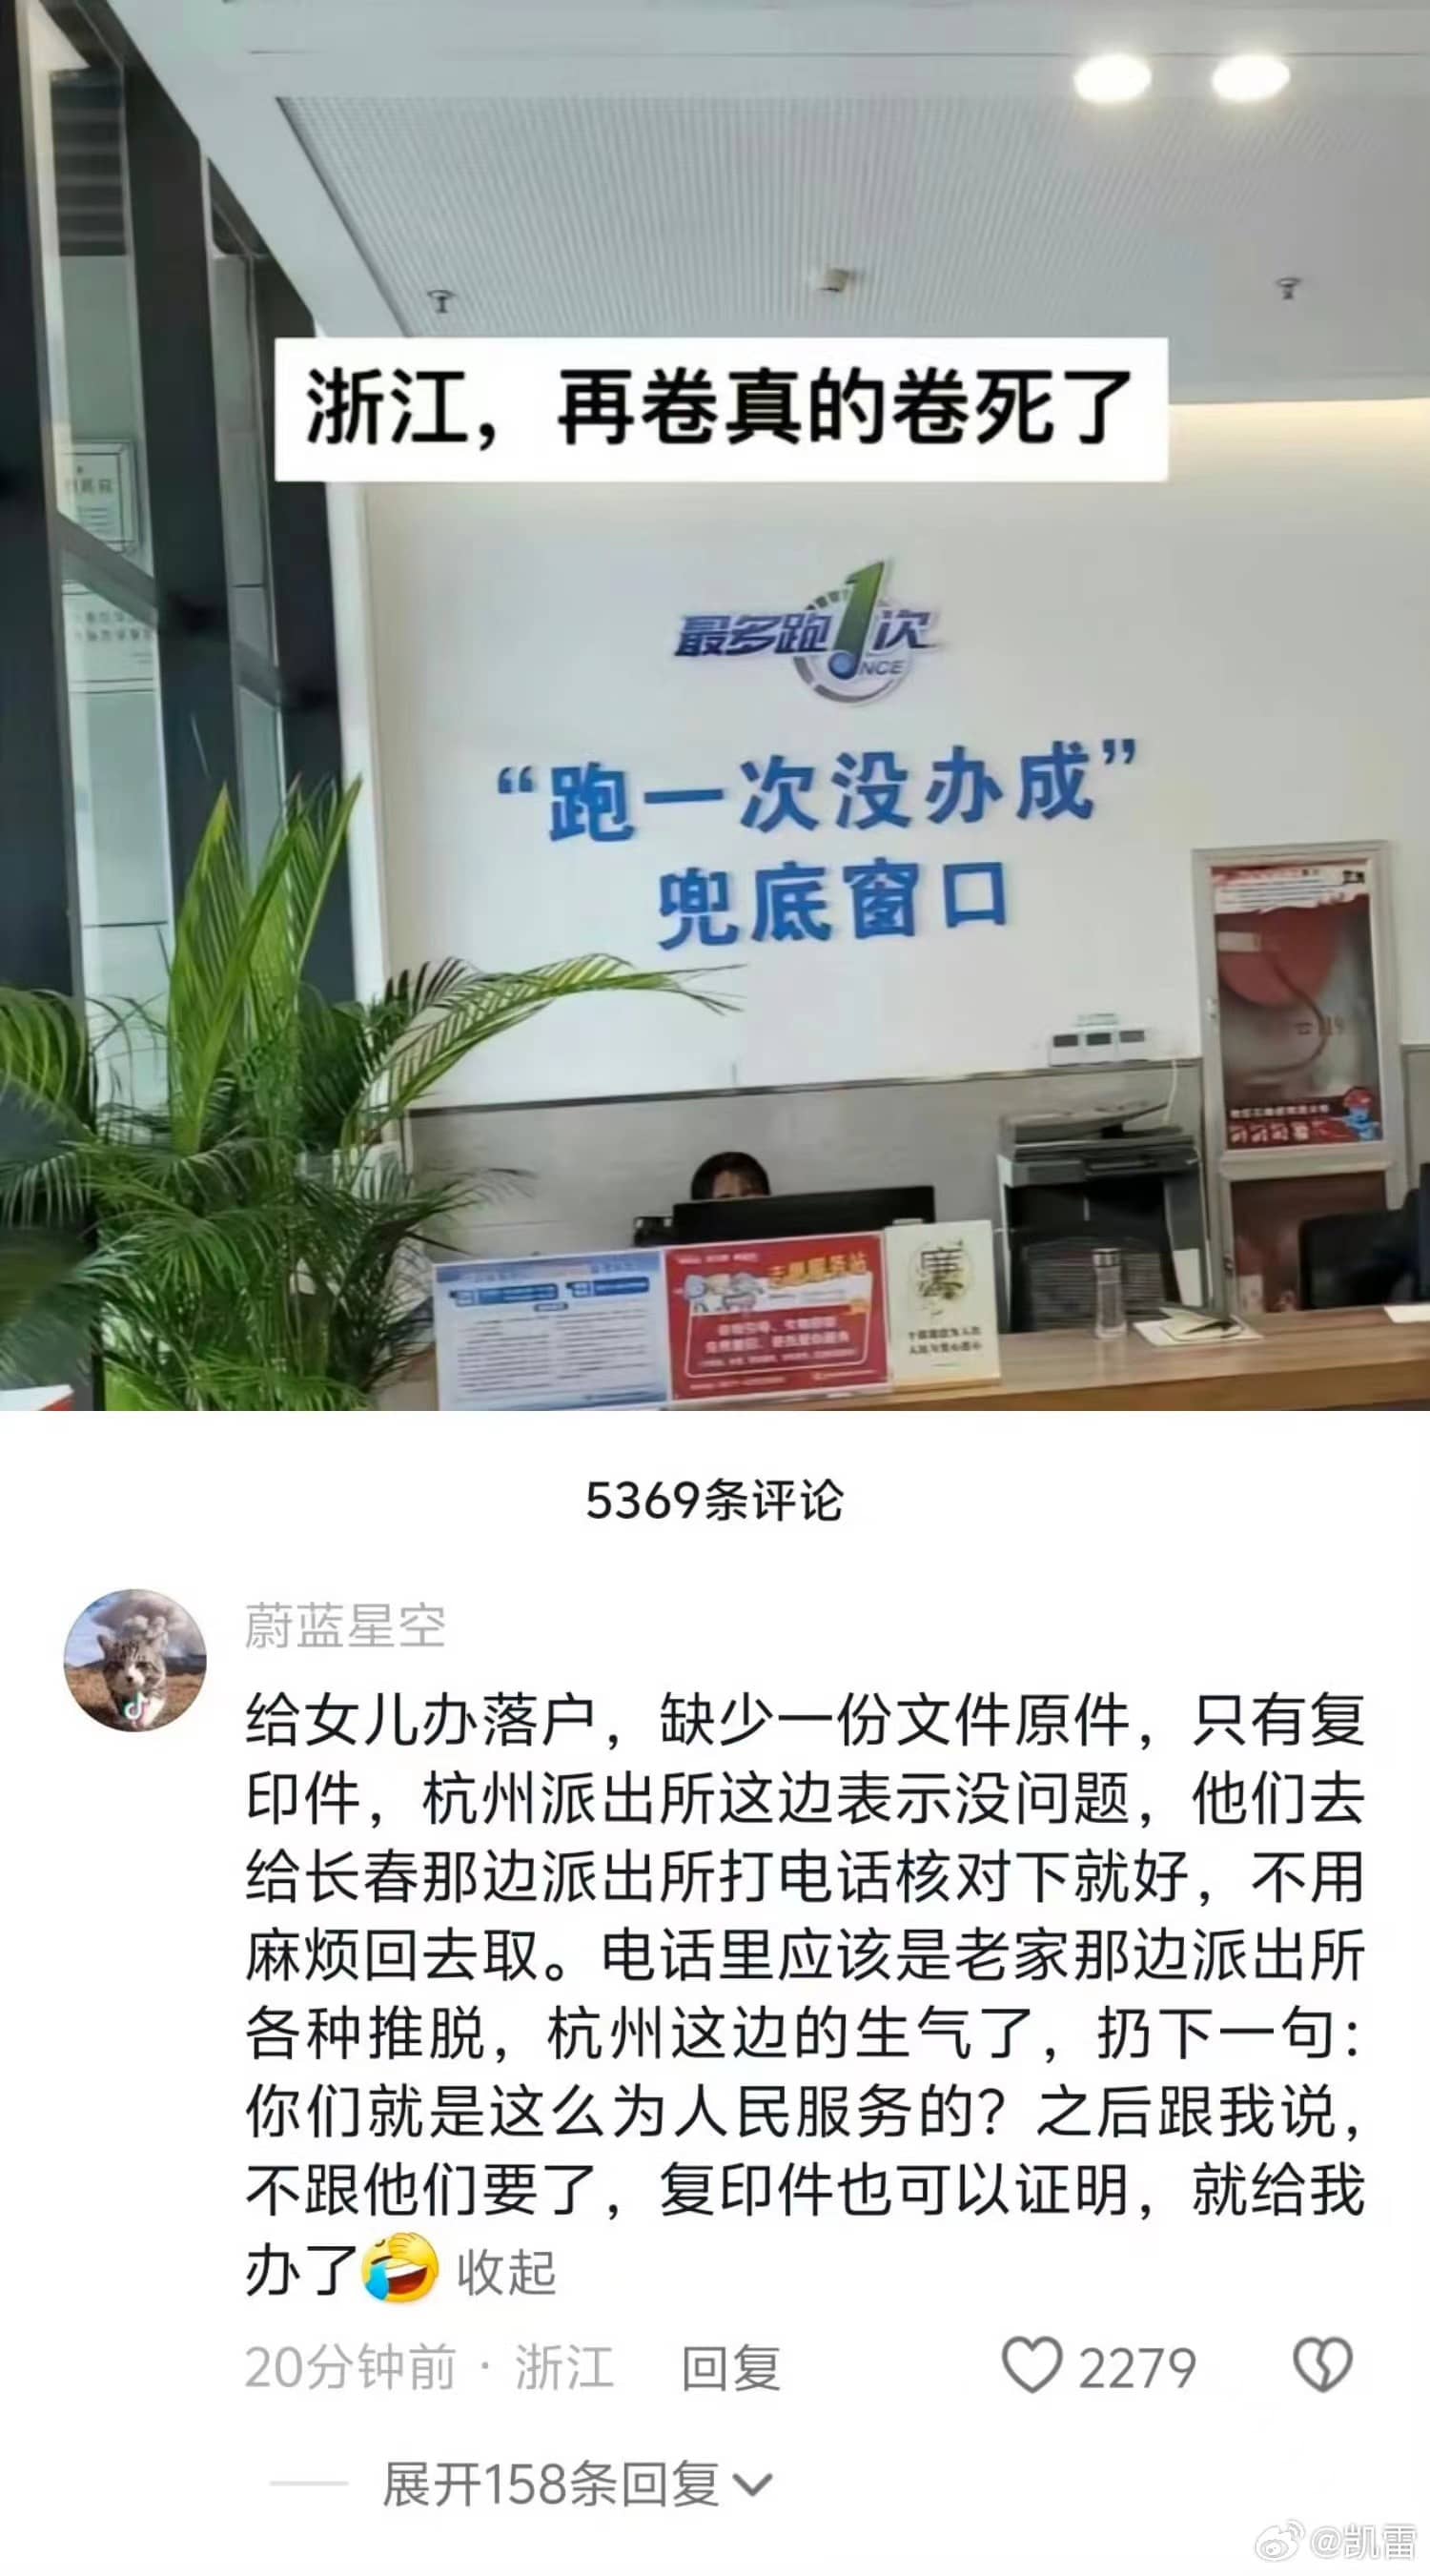 浙江，再卷真的卷死了
最多跑1次
ONCE
“跑一次没办成”
兜底窗口
5369条评论
蔚蓝星空
给女儿办落户，缺少一份文件原件，只有复
印件，杭州派出所这边表示没问题，他们去
给长春那边派出所打电话核对下就好，不用
麻烦回去取。电话里应该是老家那边派出所
各种推脱，杭州这边的生气了，扔下一句：
你们就是这么为人民服务的？之后跟我说，
不跟他们要了，复印件也可以证明，就给我
办了 收起
20分钟前 · 浙江 回复 2279
展开158条回复
@凯雷